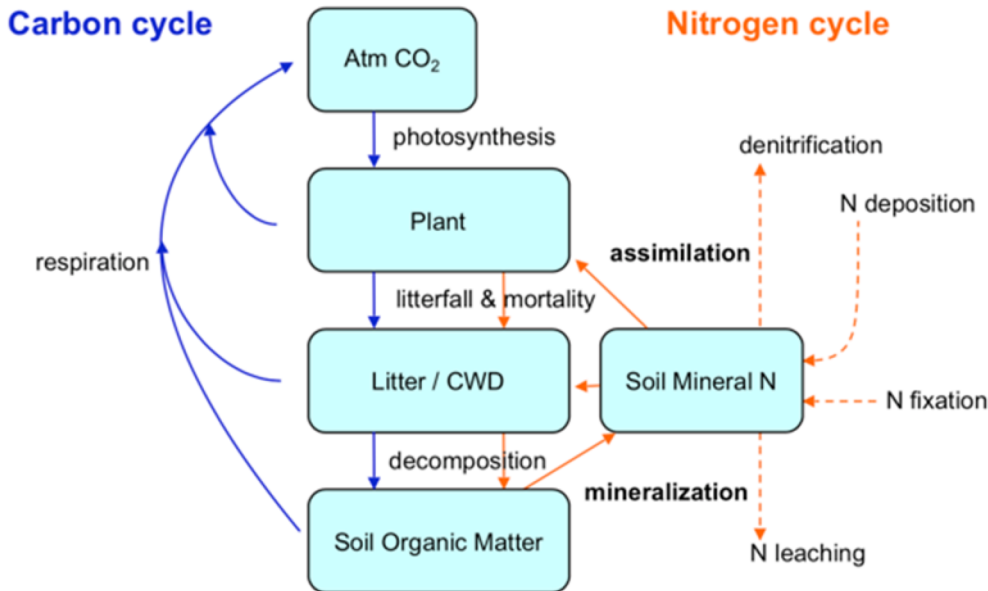 Carbon cycle
Nitrogen cycle
Atm CO₂
photosynthesis
denitrification
N deposition
Plant
assimilation
respiration
litterfall & mortality
Litter / CWD
Soil Mineral N
N fixation
decomposition
mineralization
Soil Organic Matter
N leaching